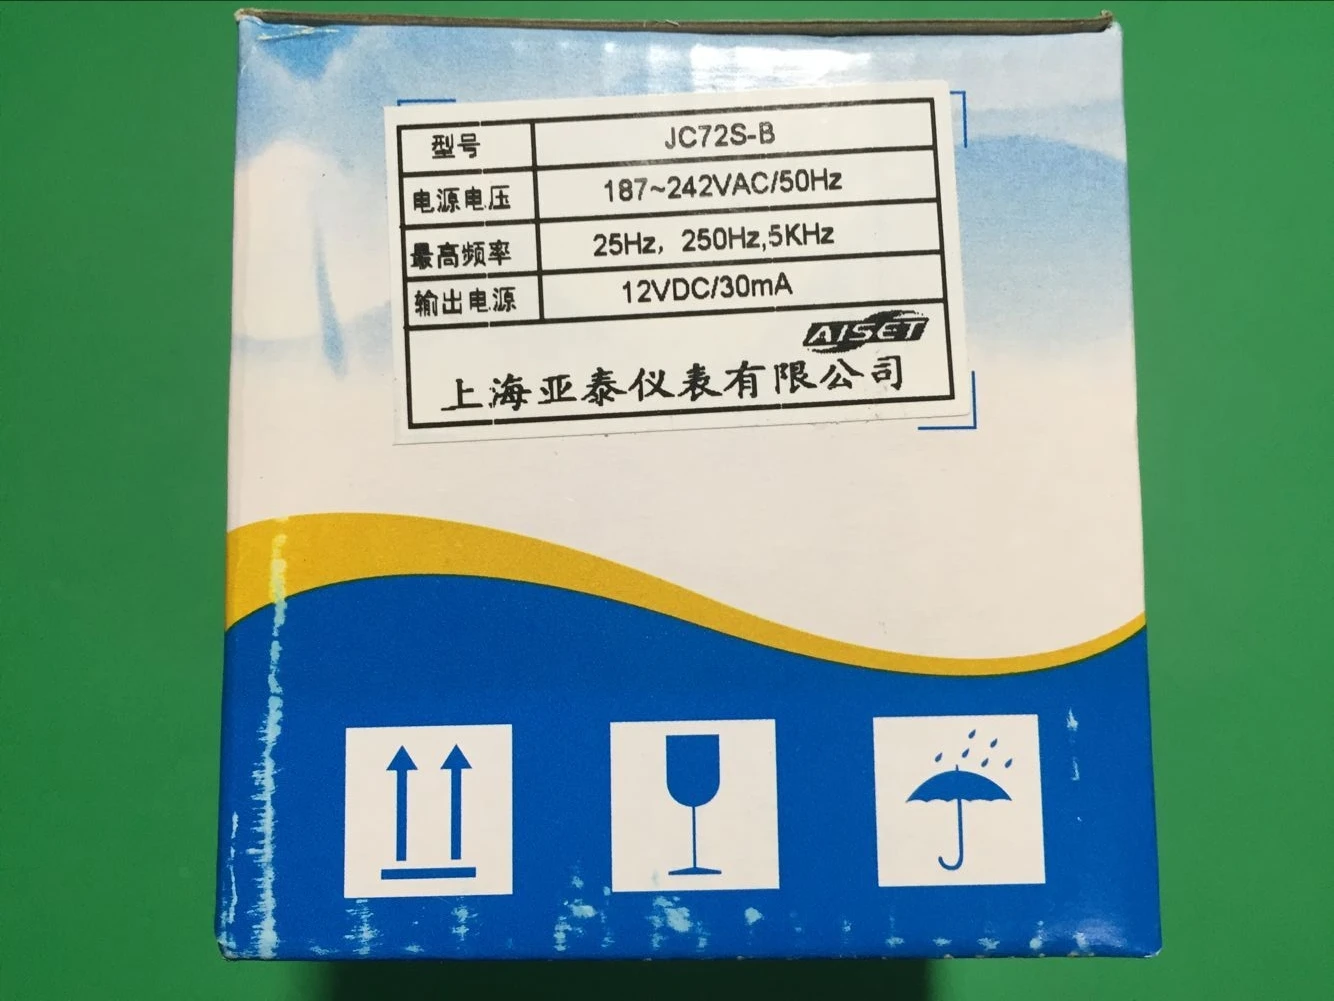 型号 JC72S-B
电源电压 187~242VAC/50Hz
最高频率 25Hz，250Hz,5KHz
输出电源 12VDC/30mA
AISET
上海亚泰仪表有限公司